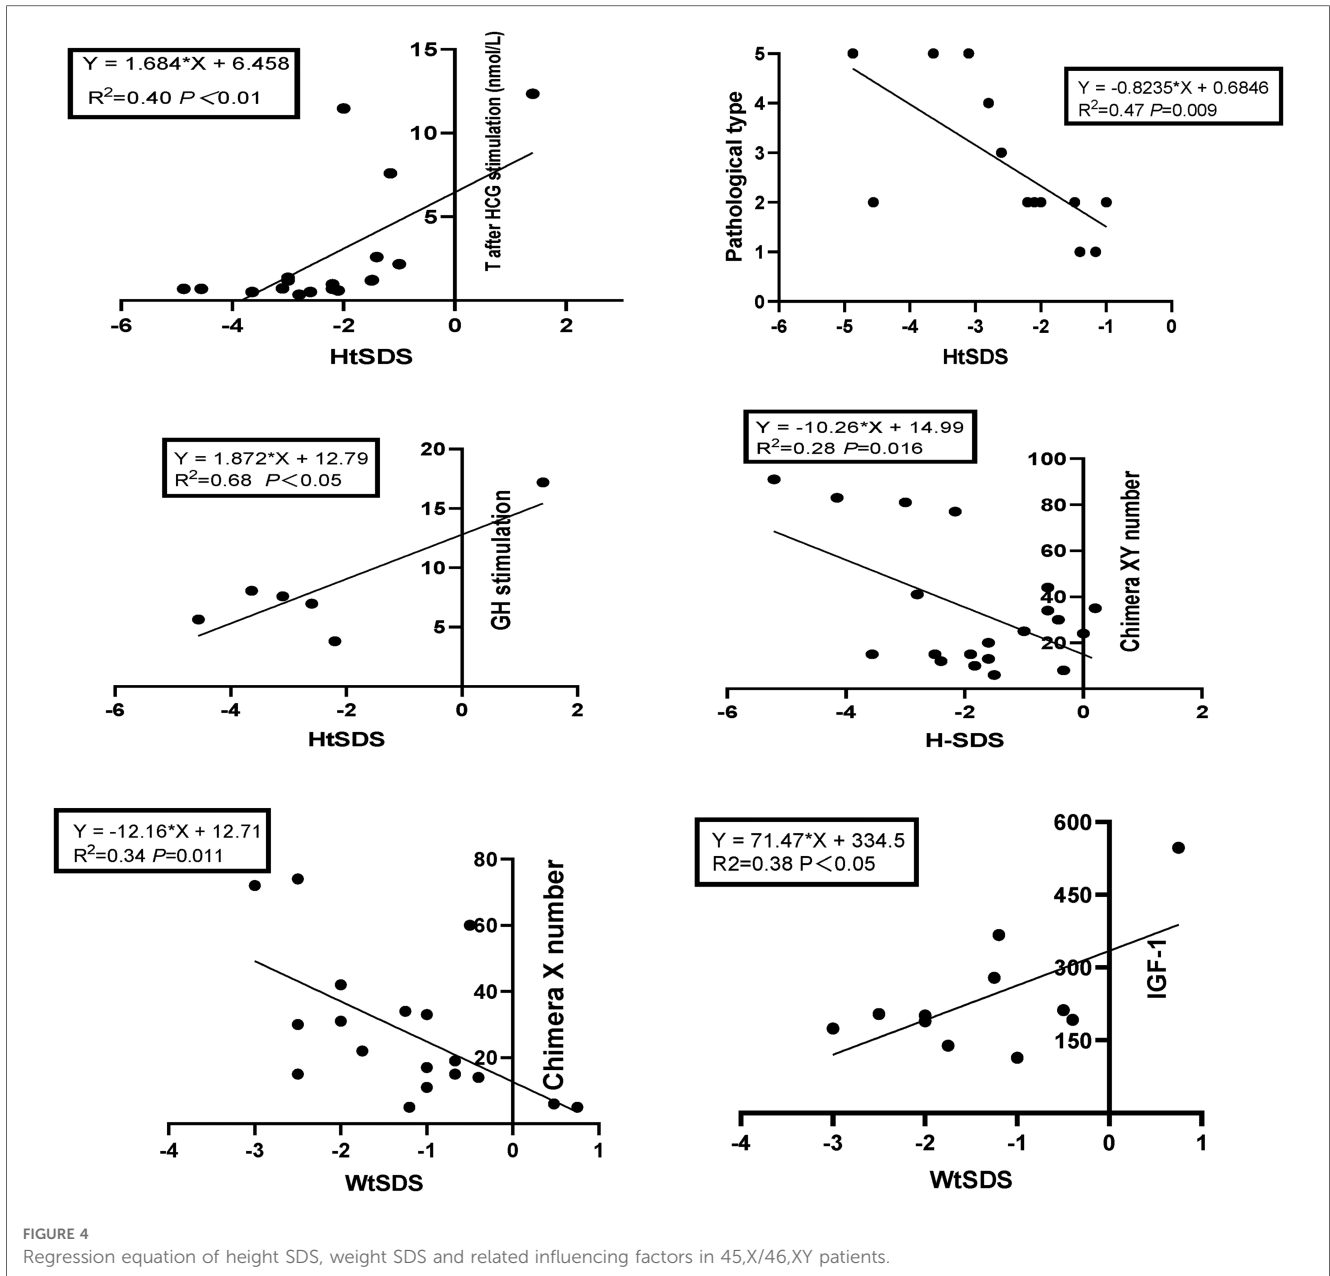 Y = 1.684*X + 6.458
R2=0.40 P<0.01
15
10
5
T after HCG stimulation (nmol/L)
-6 -4 -2 0 2
HtSDS
Y = -0.8235*X + 0.6846
R2=0.47 P=0.009
5
4
3
2
1
0
Pathological type
-6 -5 -4 -3 -2 -1 0
HtSDS
Y = 1.872*X + 12.79
R2=0.68 P<0.05
20
15
10
5
GH stimulation
-6 -4 -2 0 2
HtSDS
Y = -10.26*X + 14.99
R2=0.28 P=0.016
100
80
60
40
20
Chimera XY number
-6 -4 -2 0 2
H-SDS
Y = -12.16*X + 12.71
R2=0.34 P=0.011
80
60
40
20
Chimera X number
-4 -3 -2 -1 0 1
WtSDS
Y = 71.47*X + 334.5
R2=0.38 P<0.05
600
450
300
150
IGF-1
-4 -3 -2 -1 0 1
WtSDS
FIGURE 4
Regression equation of height SDS, weight SDS and related influencing factors in 45,X/46,XY patients.